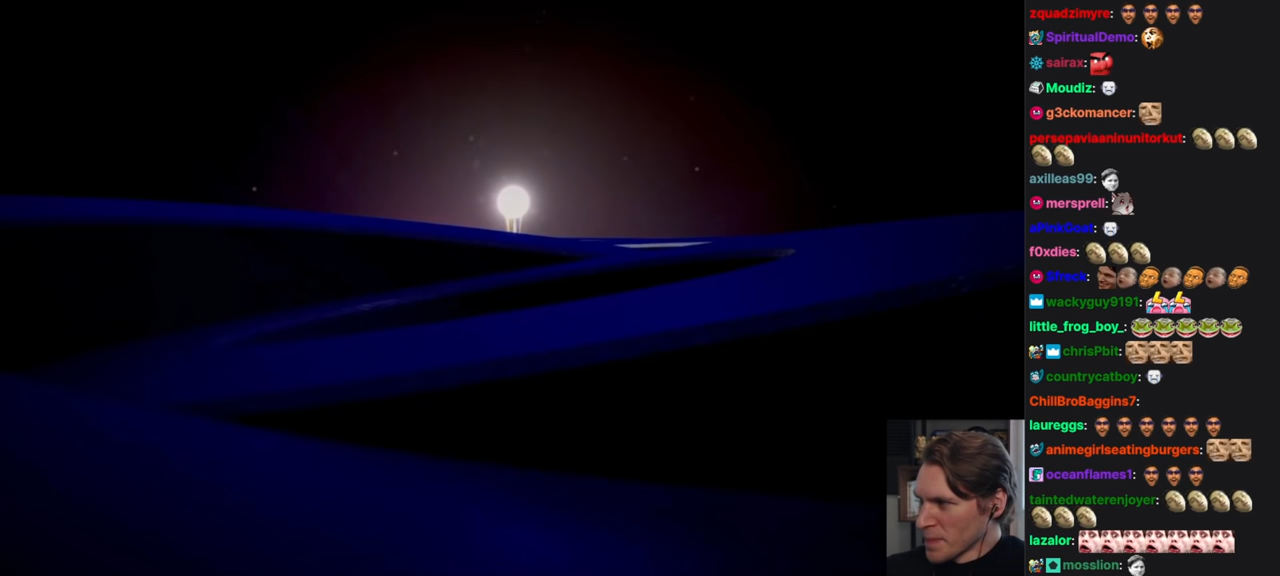 zquadzimyre:
SpiritualDemo:
sairax:
Moudiz:
g3ckomancer:
persepaviaaninunitorkut:
axilleas99:
mersprell:
aPinkGoat:
f0xdies:
wackyguy9191:
little_frog_boy_:
chrisPbit:
countrycatboy:
ChillBroBaggins7:
laureggs:
animegirlseatingburgers:
oceanflames1:
taintedwaterenjoyer:
lazalor:
mosslion: